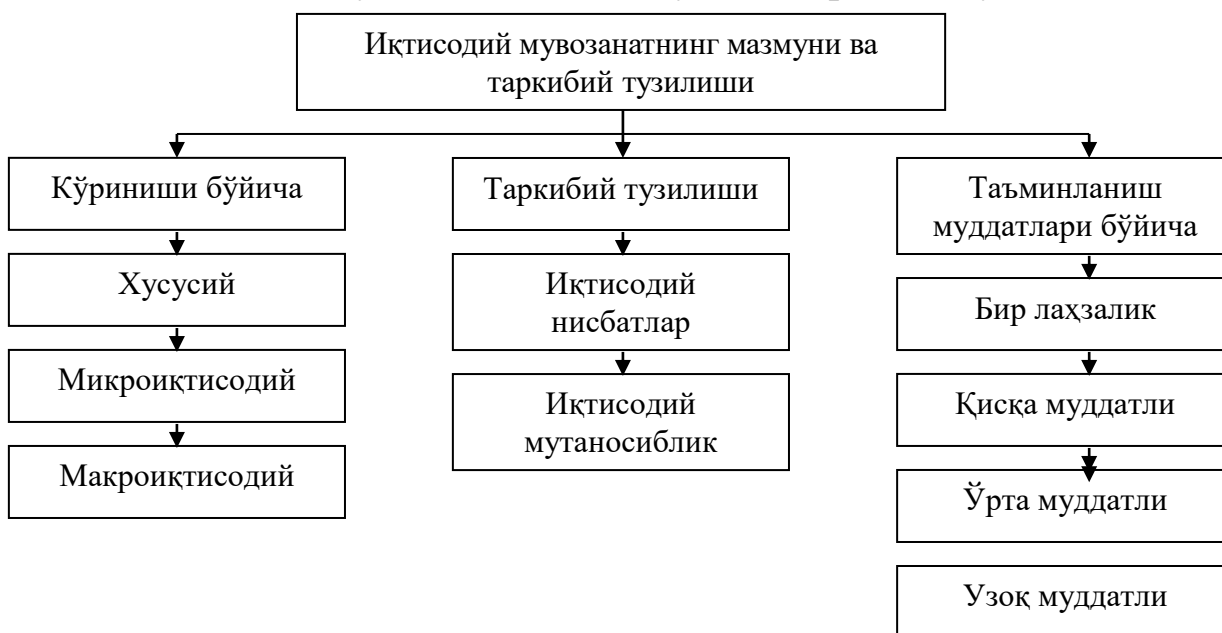 Иқтисодий мувозанатнинг мазмуни ва
таркибий тузилиши
Кўриниши бўйича
Хусусий
Микроиқтисодий
Макроиқтисодий
Таркибий тузилиши
Иқтисодий
нисбатлар
Иқтисодий
мутаносиблик
Таъминланиш
муддатлари бўйича
Бир лаҳзалик
Қисқа муддатли
Ўрта муддатли
Узоқ муддатли